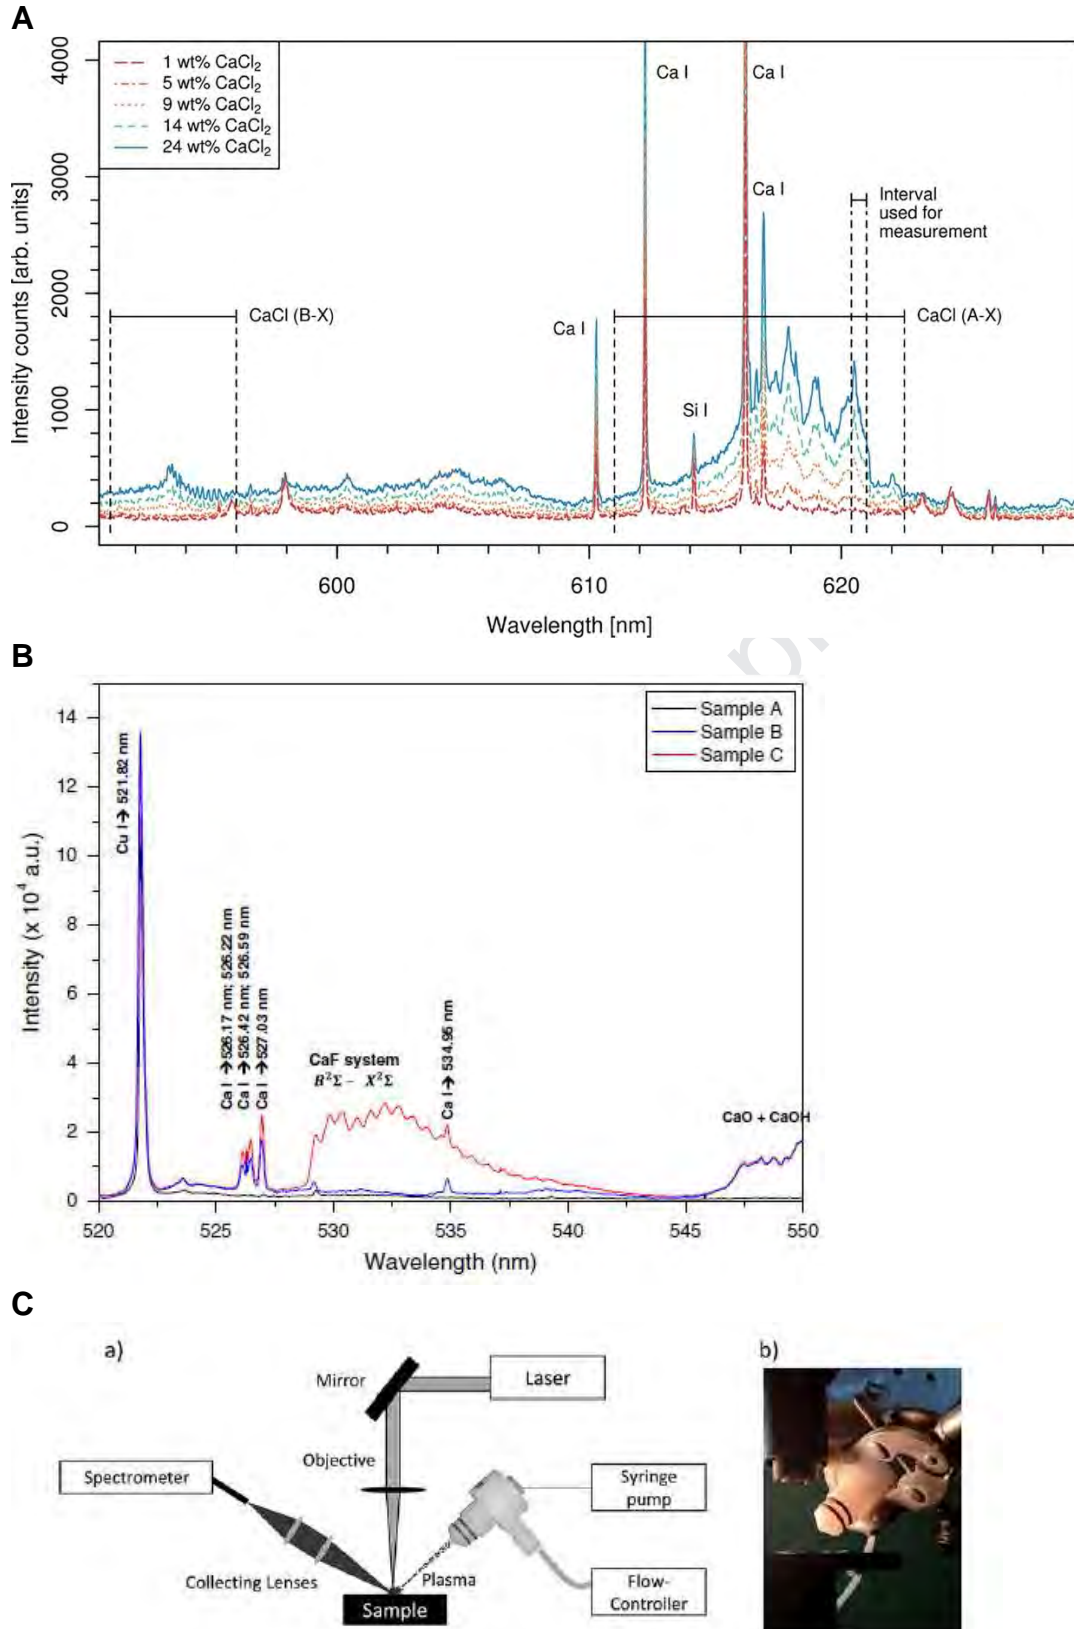 A
4000
3000
2000
1000
0
Intensity counts [arb. units]
1 wt% CaCl2
5 wt% CaCl2
9 wt% CaCl2
14 wt% CaCl2
24 wt% CaCl2
Ca I
Ca I
Ca I
Interval
used for
measurement
CaCl (B-X)
Ca I
CaCl (A-X)
Si I
600
610
620
Wavelength [nm]
B
14
12
10
8
6
4
2
0
Intensity (x 10^4 a.u.)
Sample A
Sample B
Sample C
Cu I → 521.82 nm
Ca I → 526.17 nm; 526.22 nm
Ca I → 526.42 nm; 526.59 nm
Ca I → 527.03 nm
CaF system
B²Σ – X²Σ
Ca I → 534.95 nm
CaO + CaOH
520
525
530
535
540
545
550
Wavelength (nm)
C
a)
b)
Mirror
Laser
Objective
Spectrometer
Syringe
pump
Collecting Lenses
Plasma
Flow-
Controller
Sample